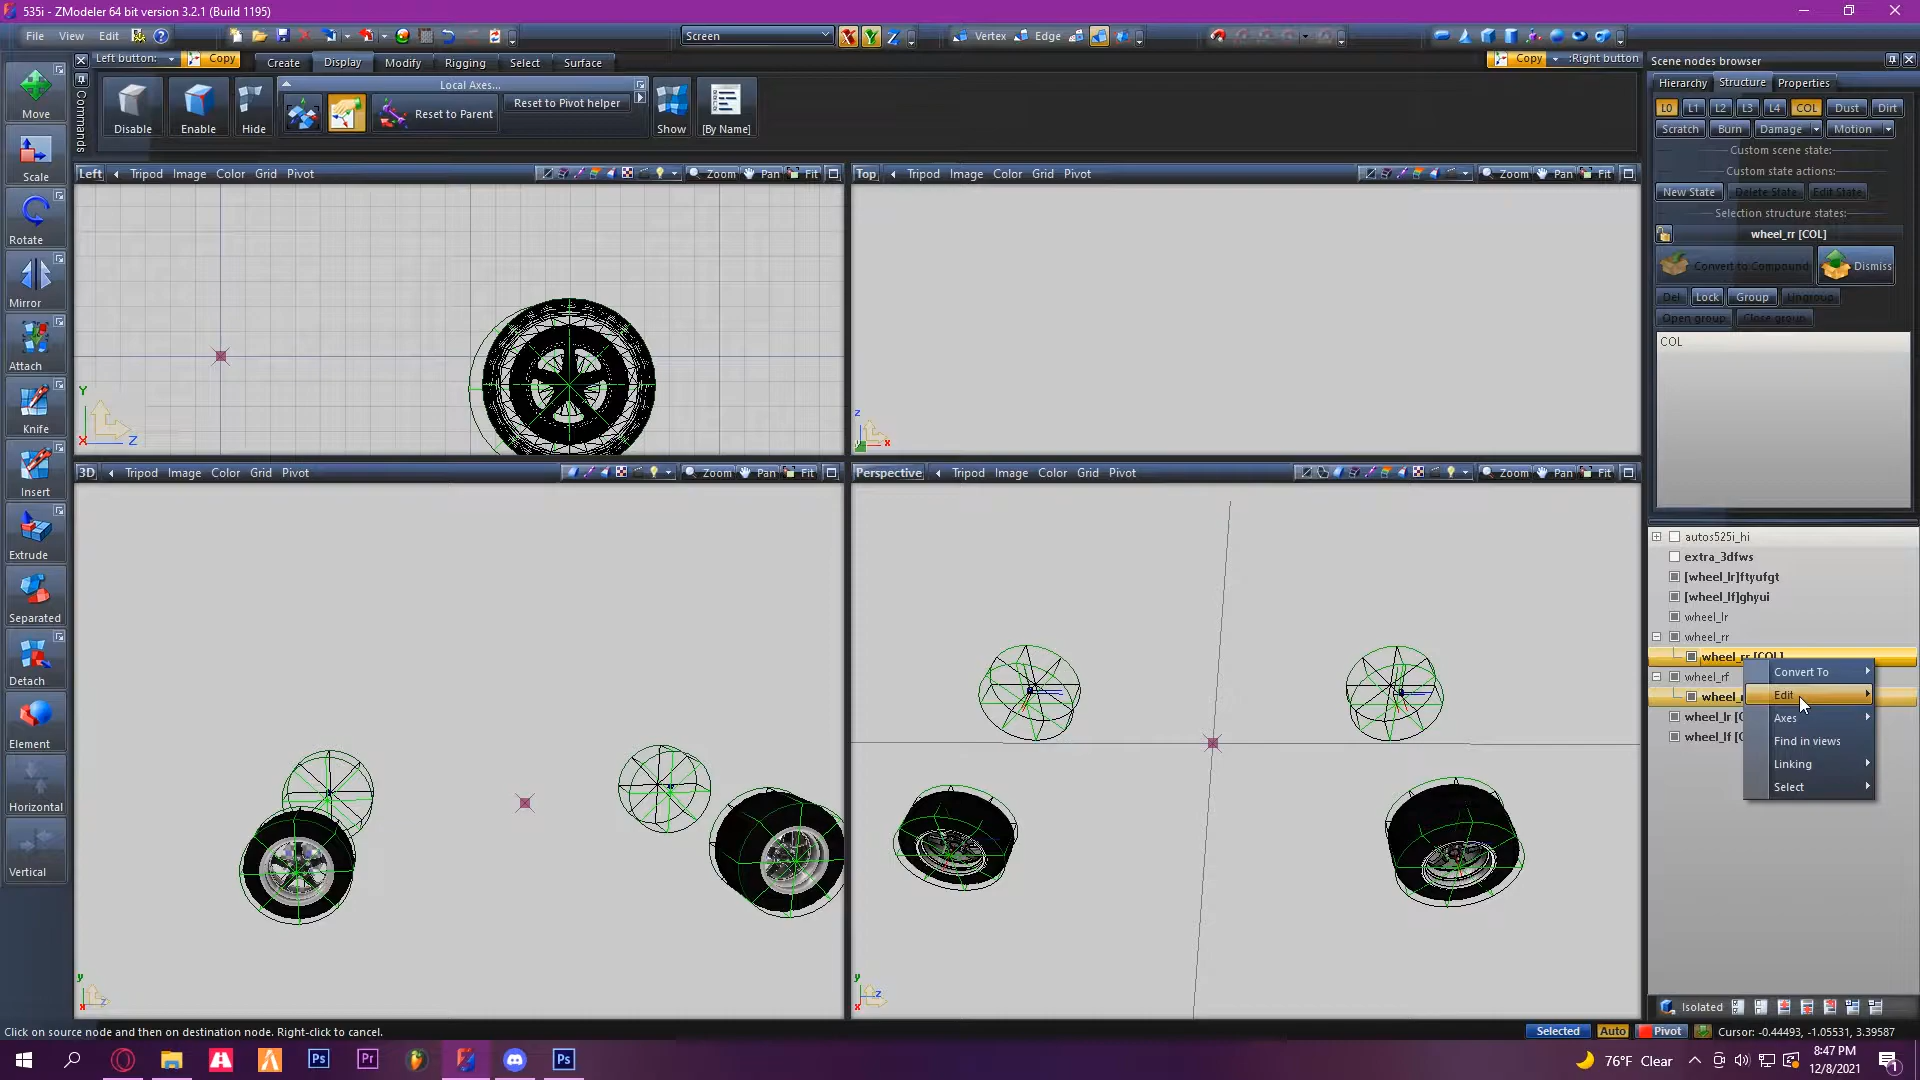 535i - ZModeler 64 bit version 3.2.1 (Build 1195)
File View Edit
Screen
Vertex Edge
Left button: Copy
Create Display Modify Rigging Select Surface
Copy :Right button
Scene nodes browser
Commands
Move
Scale
Rotate
Mirror
Attach
Knife
Insert
Extrude
Separated
Detach
Element
Horizontal
Vertical
Disable
Enable
Hide
Local Axes...
Reset to Parent
Reset to Pivot helper
Show
[By Name]
Hierarchy Structure Properties
L0 L1 L2 L3 L4 COL Dust Dirt
Scratch Burn Damage Motion
Custom scene state:
Custom state actions:
New State Delete State Edit State
Selection structure states:
wheel_rr [COL]
Convert to Compound Dismiss
Del Lock Group Ungroup
Open group Close group
COL
Left Tripod Image Color Grid Pivot Zoom Pan Fit
Top Tripod Image Color Grid Pivot Zoom Pan Fit
Y
X
Z
z
x
3D Tripod Image Color Grid Pivot Zoom Pan Fit
Perspective Tripod Image Color Grid Pivot Zoom Pan Fit
y
x
z
y
x
z
autos525i_hi
extra_3dfws
[wheel_lr]ftyufgt
[wheel_lf]ghyui
wheel_lr
wheel_rr
wheel_rr [COL]
wheel_rf
wheel_lr
wheel_lf
Convert To
Edit
Axes
Find in views
Linking
Select
Isolated
Click on source node and then on destination node. Right-click to cancel.
Selected Auto Pivot Cursor: -0.44493, -1.05531, 3.39587
Ps Pr Ps
76°F Clear
8:47 PM
12/8/2021
1